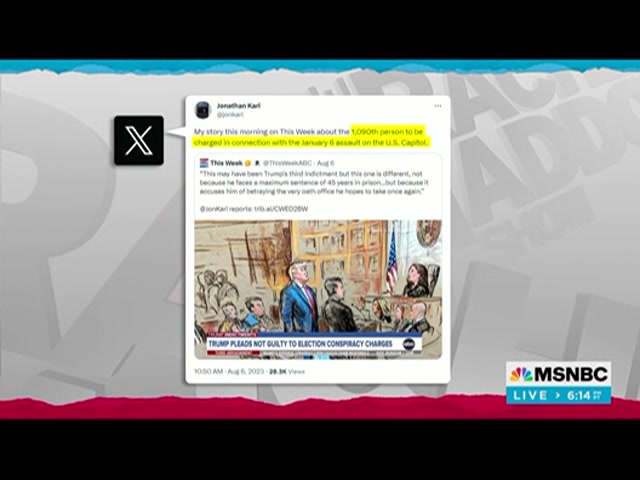 Jonathan Karl
@jonkarl
My story this morning on This Week about the 1,090th person to be
charged in connection with the January 6 assault on the U.S. Capitol.
This Week @ThisWeekABC · Aug 6
"This may have been Trump's third indictment but this one is different, not
because he faces a maximum sentence of 45 years in prison...but because it
accuses him of betraying the very oath office he hopes to take once again."
@JonKarl reports: trib.al/CWED2BW
TRUMP PLEADS NOT GUILTY TO ELECTION CONSPIRACY CHARGES
abc
10:50 AM · Aug 6, 2023 · 28.3K Views
MSNBC
LIVE > 6:14 PM PT